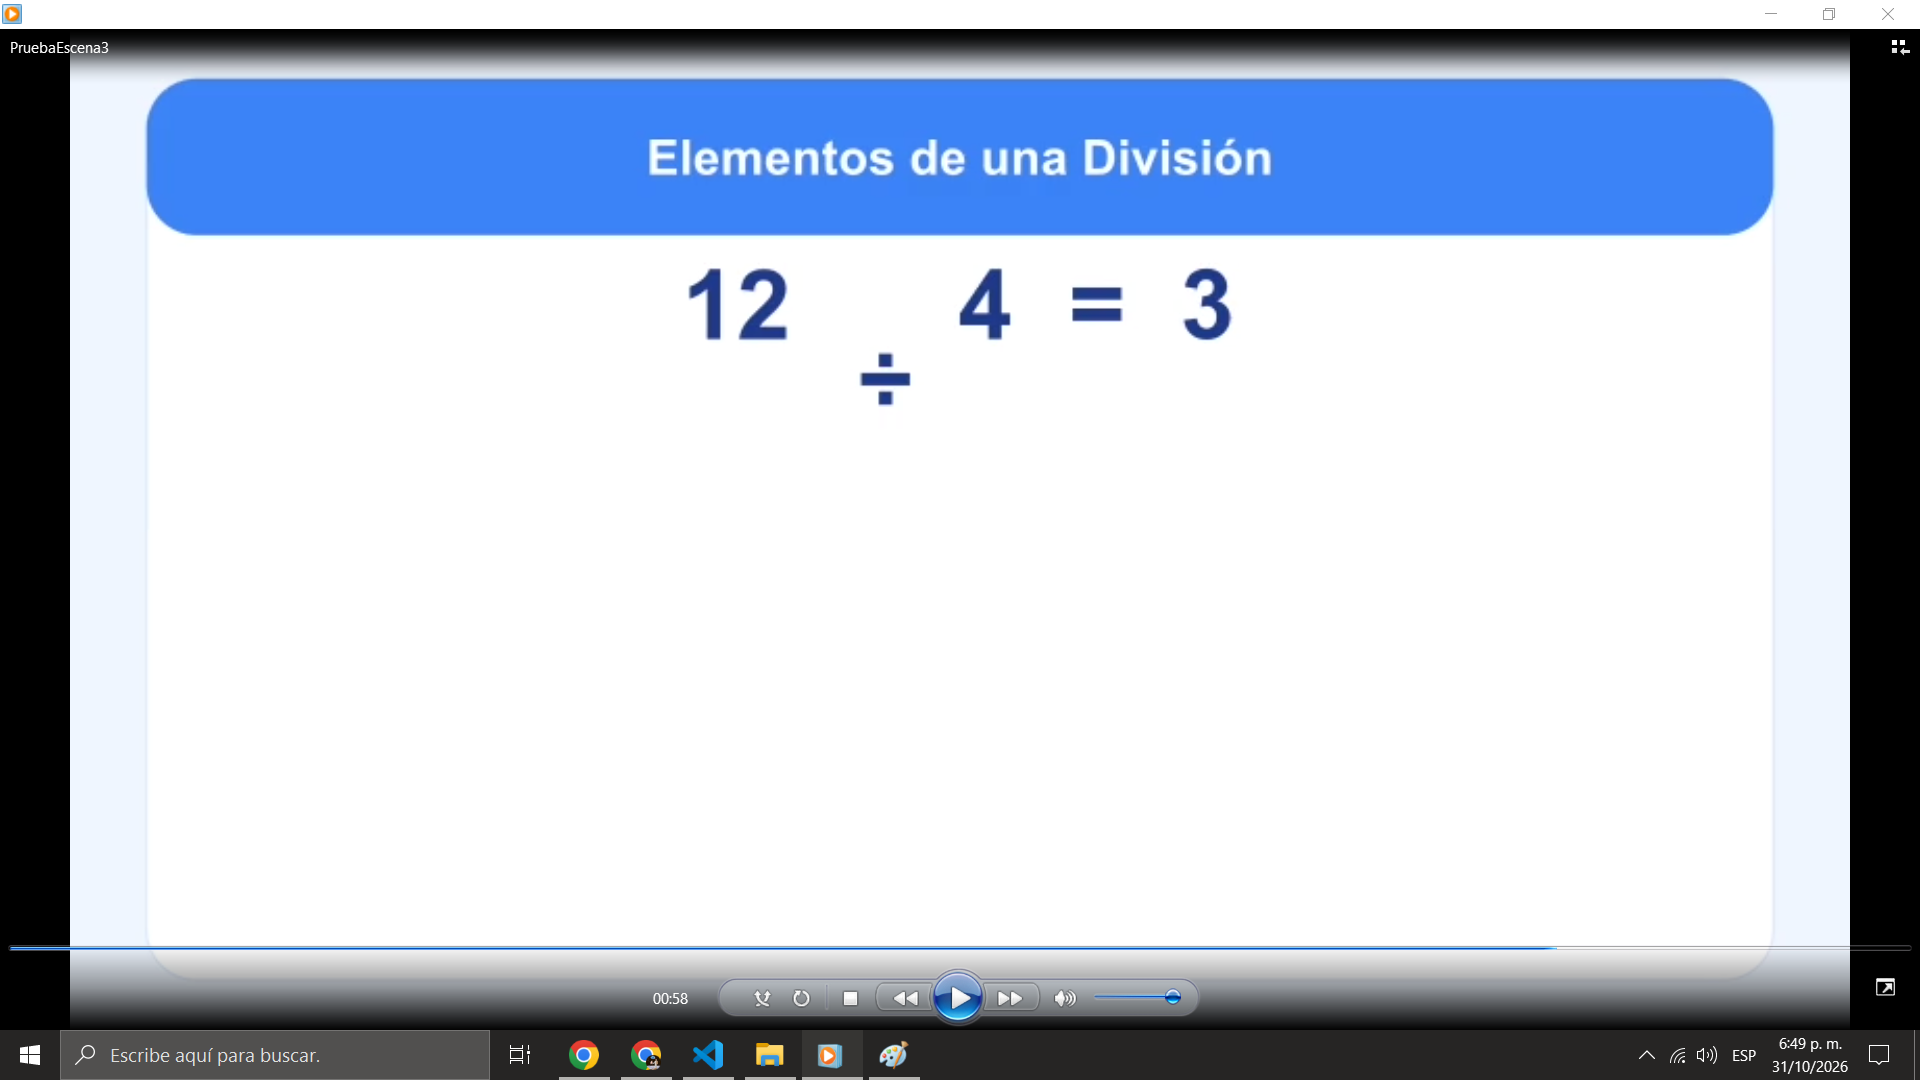 PruebaEscena3
Elementos de una División
12 ÷ 4 = 3
00:58
Escribe aquí para buscar.
ESP
6:49 p. m.
31/10/2026